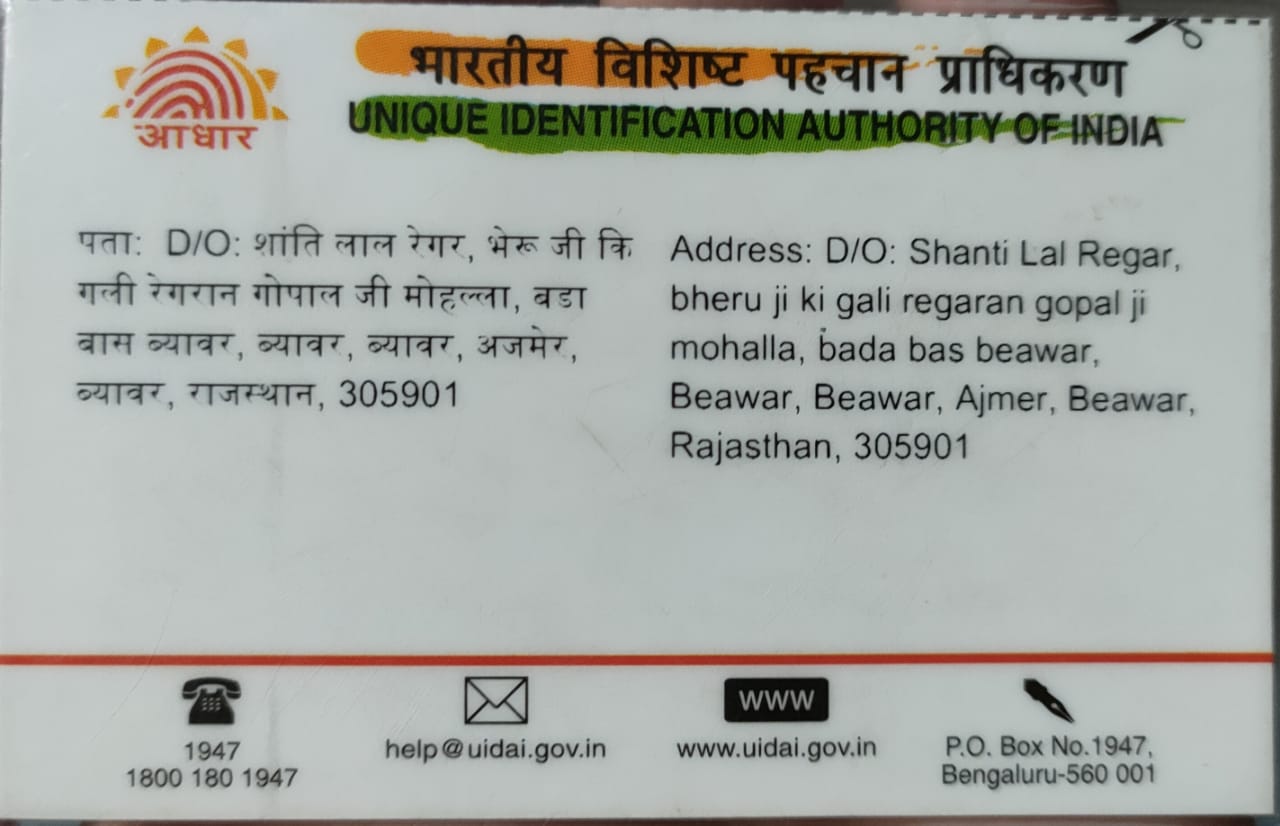 आधार
भारतीय विशिष्ट पहचान प्राधिकरण
UNIQUE IDENTIFICATION AUTHORITY OF INDIA
पता: D/O: शांति लाल रेगर, भेरू जी कि
गली रेगरान गोपाल जी मोहल्ला, बडा
बास ब्यावर, ब्यावर, ब्यावर, अजमेर,
ब्यावर, राजस्थान, 305901
Address: D/O: Shanti Lal Regar,
bheru ji ki gali regaran gopal ji
mohalla, bada bas beawar,
Beawar, Beawar, Ajmer, Beawar,
Rajasthan, 305901
1947
1800 180 1947
help@uidai.gov.in
www
www.uidai.gov.in
P.O. Box No.1947,
Bengaluru-560 001